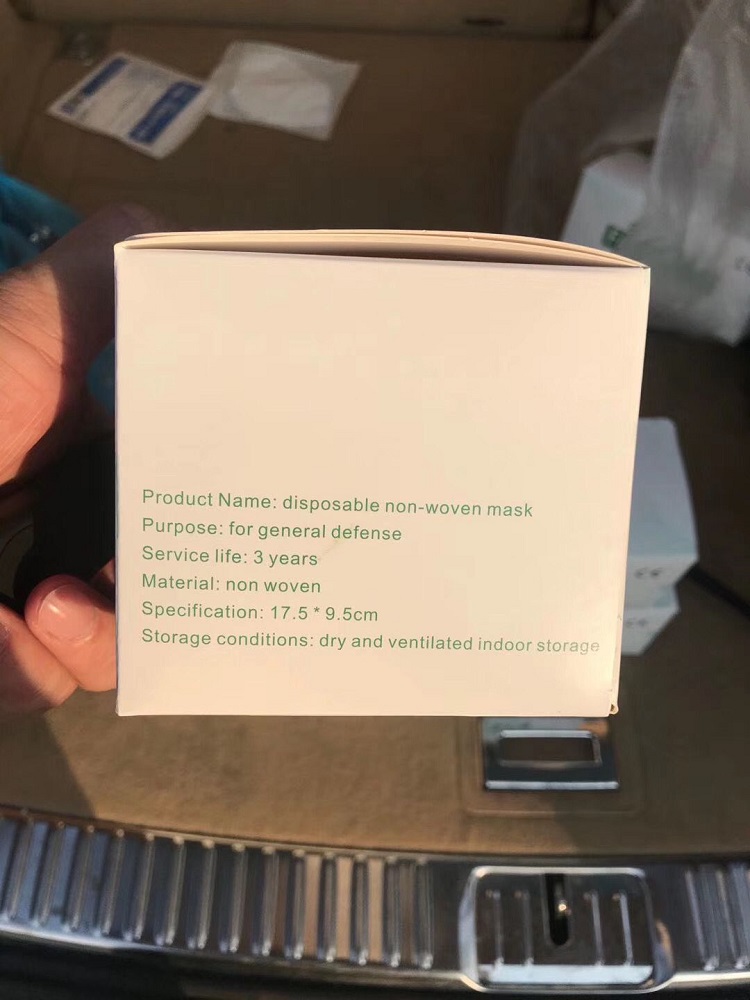 Product Name: disposable non-woven mask
Purpose: for general defense
Service life: 3 years
Material: non woven
Specification: 17.5 * 9.5cm
Storage conditions: dry and ventilated indoor storage
CE